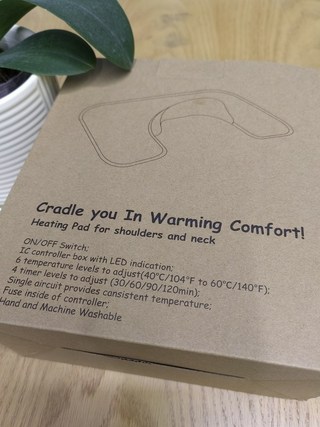 Cradle you In Warming Comfort!
Heating Pad for shoulders and neck
ON/OFF Switch;
IC controller box with LED indication;
6 temperature levels to adjust(40°C/104°F to 60°C/140°F);
4 timer levels to adjust (30/60/90/120min);
Single aircuit provides cansistent temperature;
Fuse inside of controller;
Hand and Machine Washable